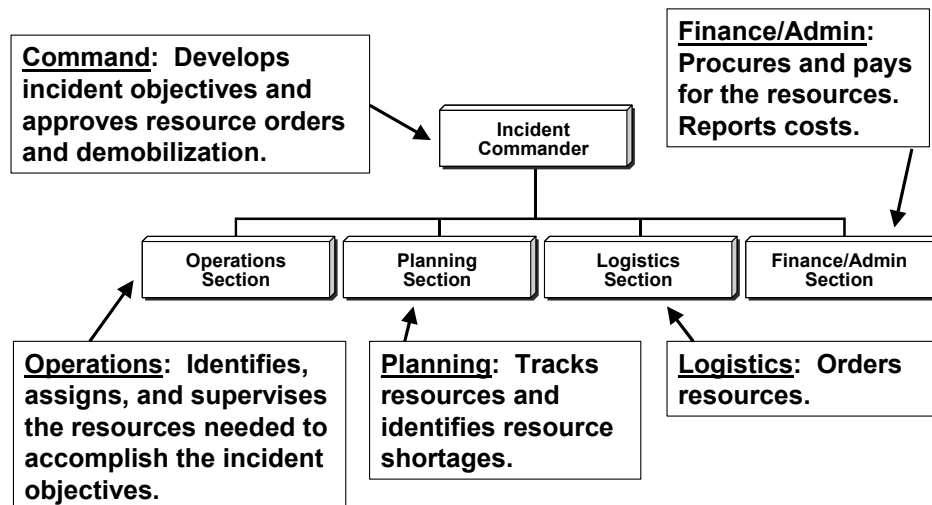 Command:  Develops
incident objectives and
approves resource orders
and demobilization.
Finance/Admin:
Procures and pays
for the resources.
Reports costs.
Incident
Commander
Operations
Section
Planning
Section
Logistics
Section
Finance/Admin
Section
Operations:  Identifies,
assigns, and supervises
the resources needed to
accomplish the incident
objectives.
Planning:  Tracks
resources and
identifies resource
shortages.
Logistics:  Orders
resources.